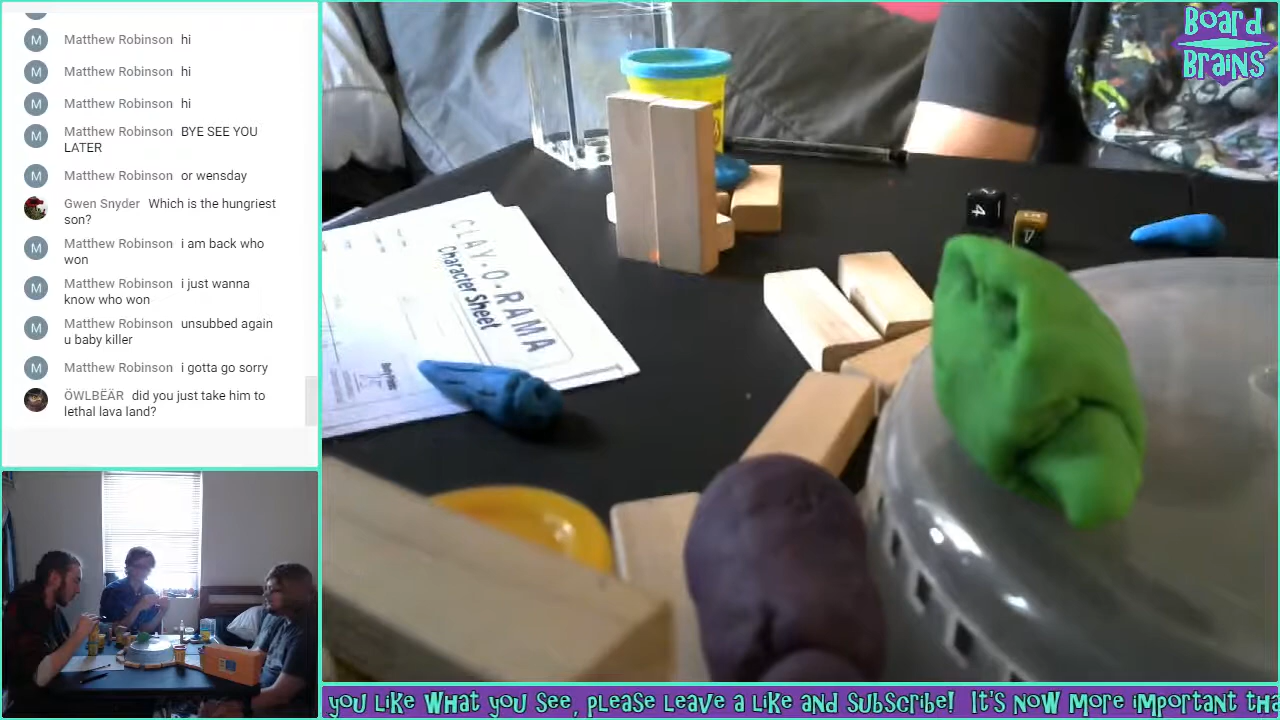 Matthew Robinson hi
Matthew Robinson hi
Matthew Robinson hi
Matthew Robinson BYE SEE YOU
LATER
Matthew Robinson or wensday
Gwen Snyder Which is the hungriest
son?
Matthew Robinson i am back who
won
Matthew Robinson i just wanna
know who won
Matthew Robinson unsubbed again
u baby killer
Matthew Robinson i gotta go sorry
ÖWLBËÄR did you just take him to
lethal lava land?
BOARD
BRAINS
CLAY-O-RAMA
Character Sheet
4
4
you Like What you See, please Leave a Like and Subscribe! It's Now More important tha